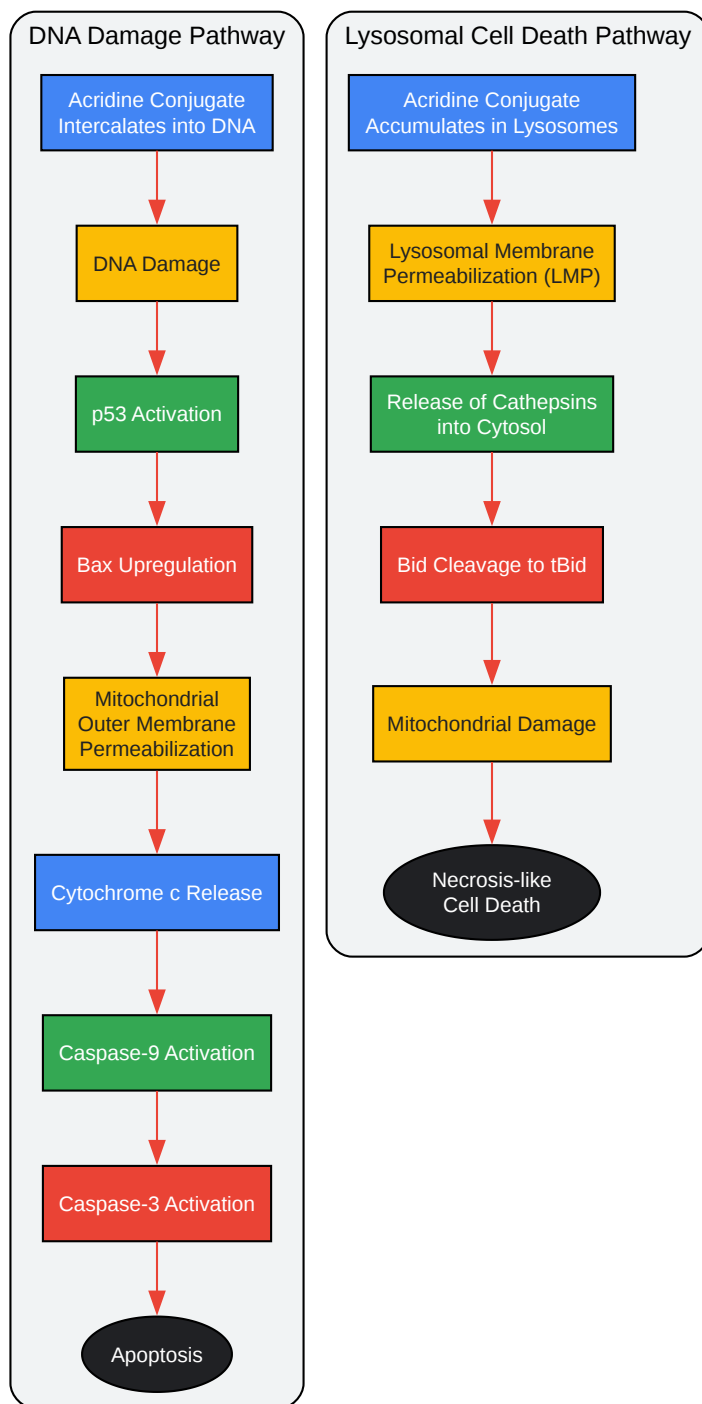 DNA Damage Pathway
Acridine Conjugate
Intercalates into DNA
DNA Damage
p53 Activation
Bax Upregulation
Mitochondrial
Outer Membrane
Permeabilization
Cytochrome c Release
Caspase-9 Activation
Caspase-3 Activation
Apoptosis
Lysosomal Cell Death Pathway
Acridine Conjugate
Accumulates in Lysosomes
Lysosomal Membrane
Permeabilization (LMP)
Release of Cathepsins
into Cytosol
Bid Cleavage to tBid
Mitochondrial Damage
Necrosis-like
Cell Death